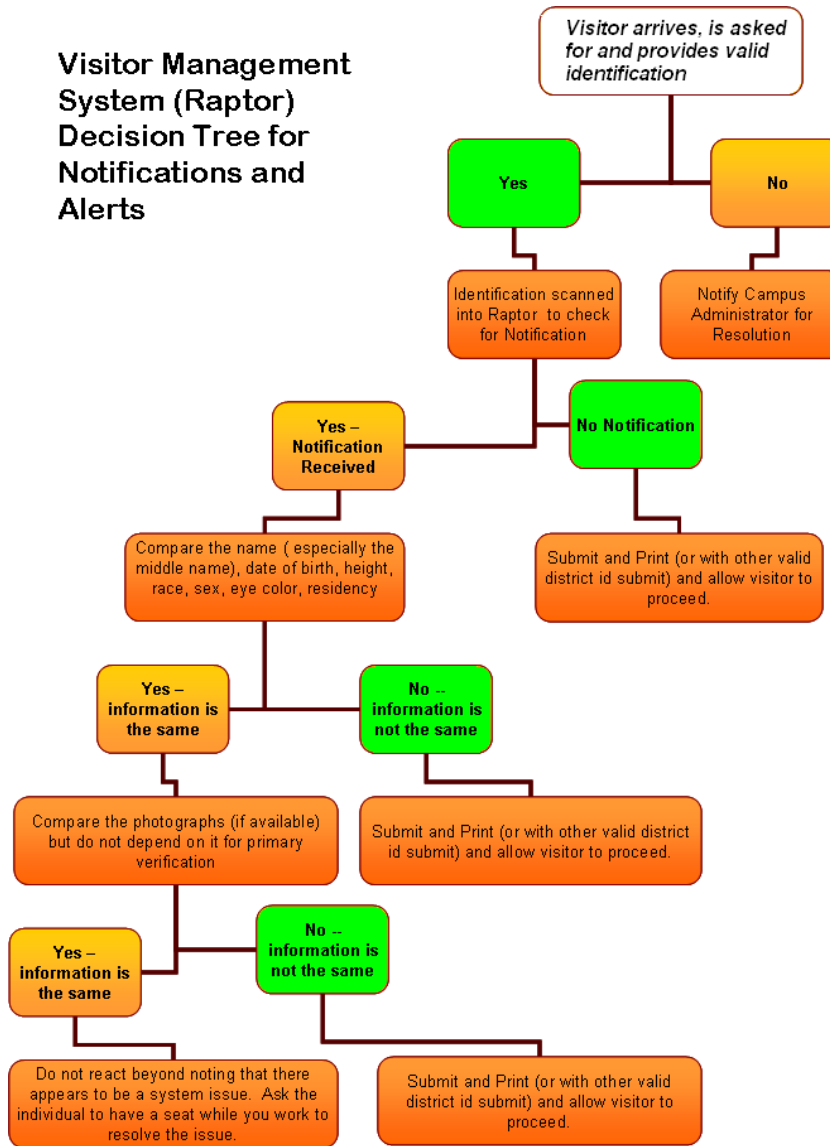 Visitor Management
System (Raptor)
Decision Tree for
Notifications and
Alerts
Visitor arrives, is asked
for and provides valid
identification
Yes
No
Identification scanned
into Raptor to check
for Notification
Notify Campus
Administrator for
Resolution
Yes –
Notification
Received
No Notification
Compare the name ( especially the
middle name), date of birth, height,
race, sex, eye color, residency
Submit and Print (or with other valid
district id submit) and allow visitor to
proceed.
Yes –
information is
the same
No --
information is
not the same
Compare the photographs (if available)
but do not depend on it for primary
verification
Submit and Print (or with other valid district
id submit) and allow visitor to proceed.
Yes –
information is
the same
No --
information is
not the same
Do not react beyond noting that there
appears to be a system issue. Ask the
individual to have a seat while you work to
resolve the issue.
Submit and Print (or with other valid
district id submit) and allow visitor to
proceed.